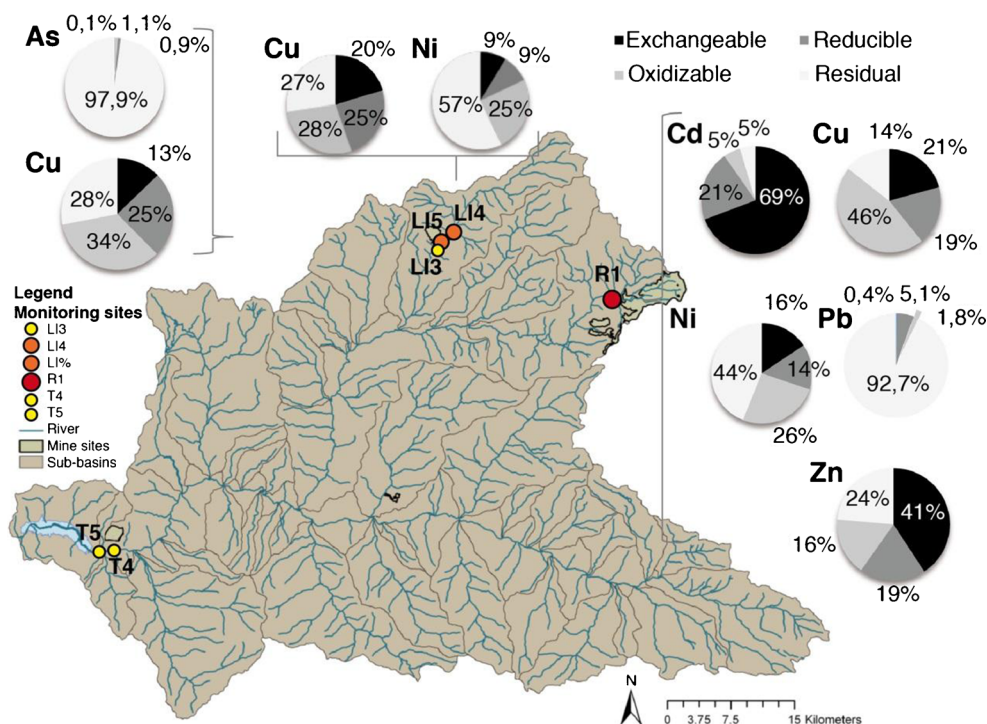 As
0,1%
1,1%
0,9%
97,9%
Cu
13%
25%
34%
28%
Cu
20%
25%
28%
27%
Ni
9%
9%
25%
57%
Exchangeable
Reducible
Oxidizable
Residual
Cd
5%
5%
21%
69%
Cu
14%
21%
46%
19%
Ni
16%
14%
44%
26%
Pb
0,4%
5,1%
1,8%
92,7%
Zn
24%
41%
16%
19%
LI5
LI4
LI3
R1
T5
T4
Legend
Monitoring sites
LI3
LI4
LI%
R1
T4
T5
River
Mine sites
Sub-basins
N
0 3.75 7.5 15 Kilometers